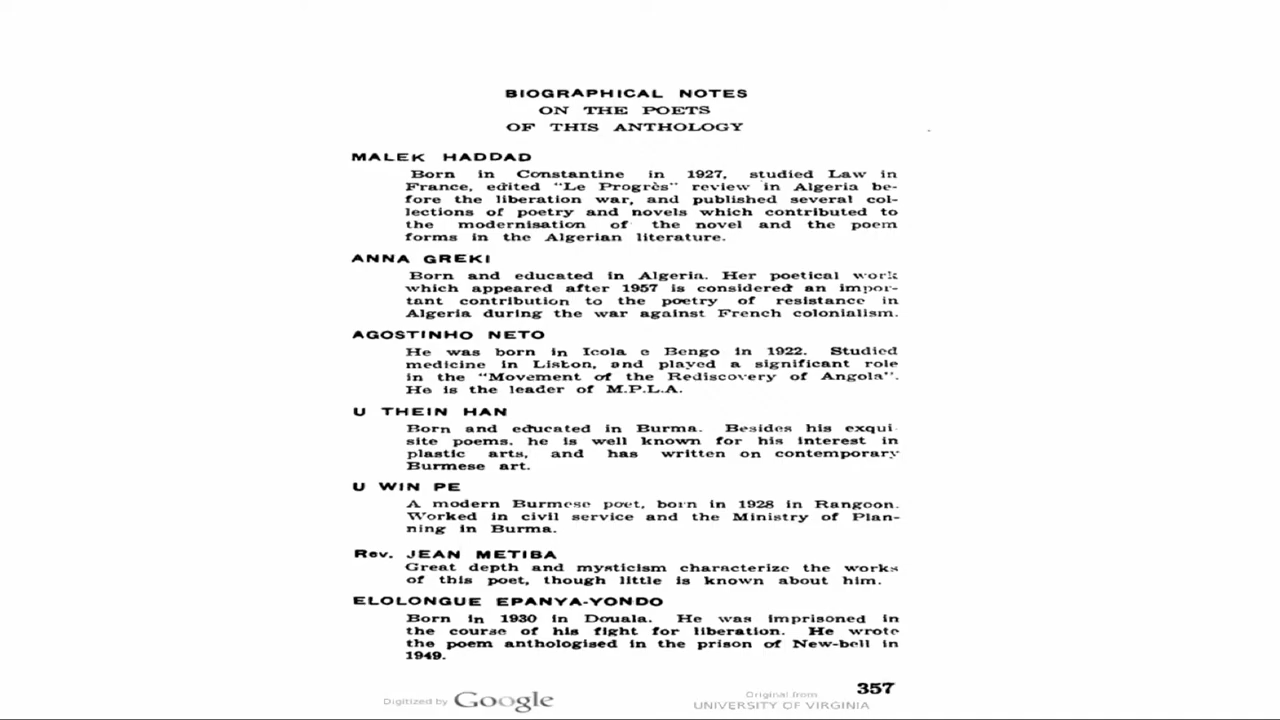 BIOGRAPHICAL NOTES
ON THE POETS
OF THIS ANTHOLOGY
MALEK HADDAD
Born in Constantine in 1927, studied Law in
France, edited "Le Progrès" review in Algeria be-
fore the liberation war, and published several col-
lections of poetry and novels which contributed to
the modernisation of the novel and the poem
forms in the Algerian literature.
ANNA GREKI
Born and educated in Algeria. Her poetical work
which appeared after 1957 is considered an impor-
tant contribution to the poetry of resistance in
Algeria during the war against French colonialism.
AGOSTINHO NETO
He was born in Icola e Bengo in 1922. Studied
medicine in Lisbon, and played a significant role
in the "Movement of the Rediscovery of Angola".
He is the leader of M.P.L.A.
U THEIN HAN
Born and educated in Burma. Besides his exqui
site poems. he is well known for his interest in
plastic arts, and has written on contemporary
Burmese art.
U WIN PE
A modern Burmese poet, born in 1928 in Rangoon.
Worked in civil service and the Ministry of Plan-
ning in Burma.
Rev. JEAN METIBA
Great depth and mysticism characterize the works
of this poet, though little is known about him.
ELOLONGUE EPANYA-YONDO
Born in 1930 in Douala. He was imprisoned in
the course of his fight for liberation. He wrote
the poem anthologised in the prison of New-bell in
1949.
357
Digitized by Google
Original from
UNIVERSITY OF VIRGINIA